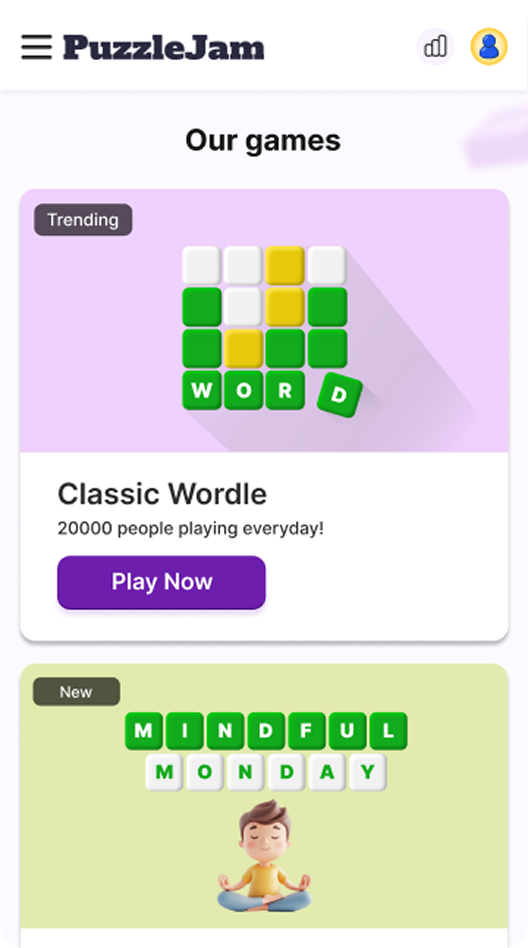 PuzzleJam
Our games
Trending
W O R D
Classic Wordle
20000 people playing everyday!
Play Now
New
M I N D F U L
M O N D A Y